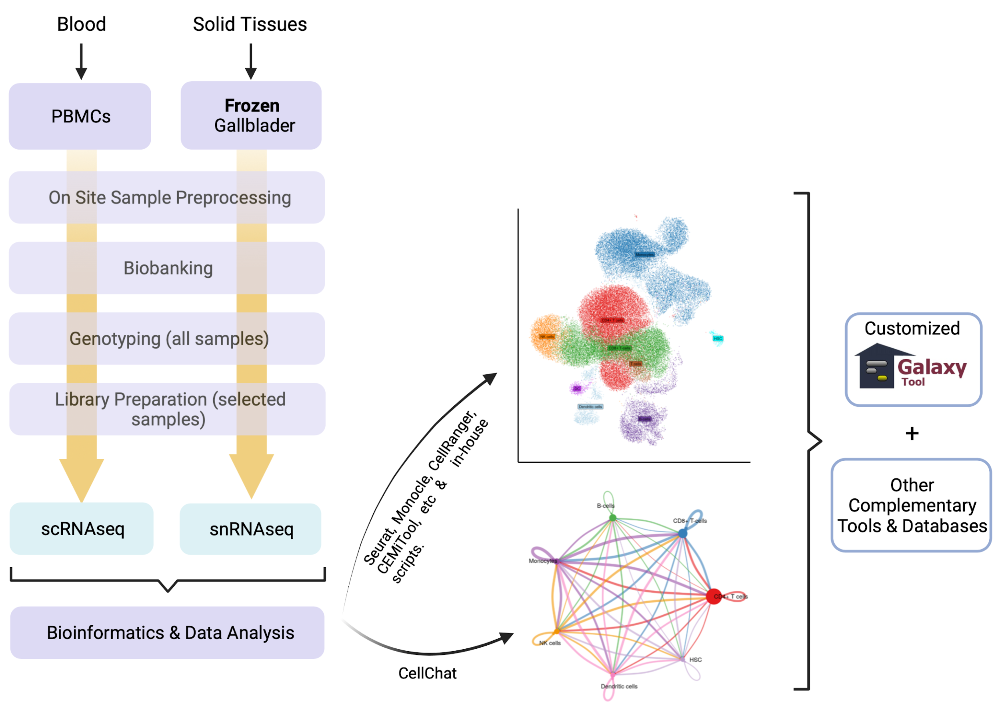 Blood
Solid Tissues
PBMCs
Frozen
Gallblader
On Site Sample Preprocessing
Biobanking
Genotyping (all samples)
Library Preparation (selected
samples)
scRNAseq
snRNAseq
Bioinformatics & Data Analysis
Seurat, Monocle, CellRanger,
CEMiTool, etc & in-house
scripts.
CellChat
Monocytes
CD4+ T cells
NK cells
HSC
CD8+ T-cells
T cells
DC
Dendritic cells
B-cells
B-cells
CD8+ T-cells
Monocytes
CD4+ T cells
NK cells
HSC
Dendritic cells
Customized
Galaxy
Tool
+
Other
Complementary
Tools & Databases